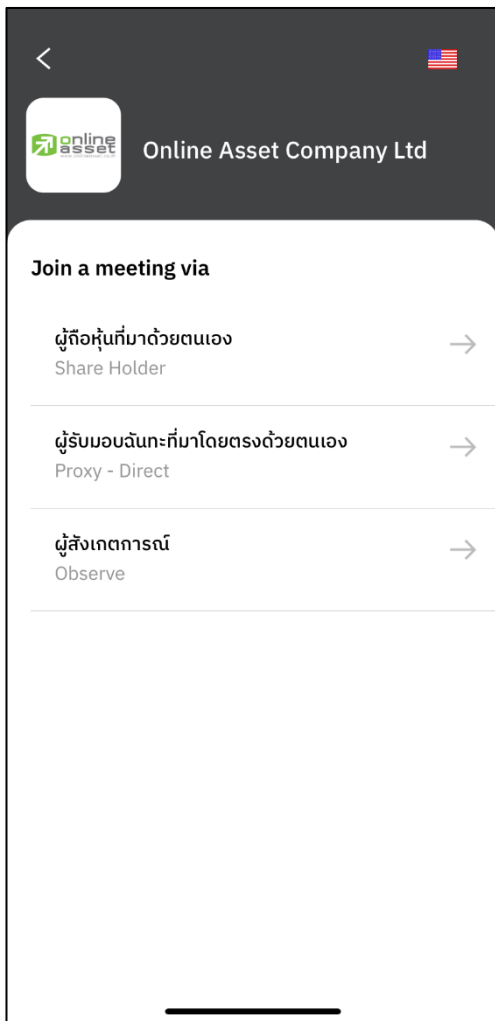 online
asset
Online Asset Company Ltd
Join a meeting via
ผู้ถือหุ้นที่มาด้วยตนเอง
Share Holder
ผู้รับมอบฉันทะที่มาโดยตรงด้วยตนเอง
Proxy - Direct
ผู้สังเกตการณ์
Observe